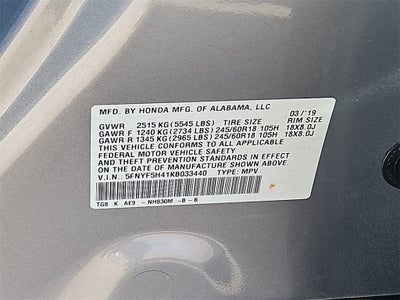 MFD. BY HONDA MFG. OF ALABAMA, LLC
GVWR 2515 KG(5545 LBS) TIRE SIZE 03/'19 RIM SIZE
GAWR F 1240 KG(2734 LBS) 245/60R18 105H 18X8.0J
GAWR R 1345 KG(2965 LBS) 245/60R18 105H 18X8.0J
THIS VEHICLE CONFORMS TO ALL APPLICABLE
FEDERAL MOTOR VEHICLE SAFETY STANDARDS
IN EFFECT ON THE DATE OF MANUFACTURE SHOWN ABOVE.
V.I.N.: 5FNYF5H41KB033440 TYPE: MPV
TG8 K AE9 -NH830M -B -B